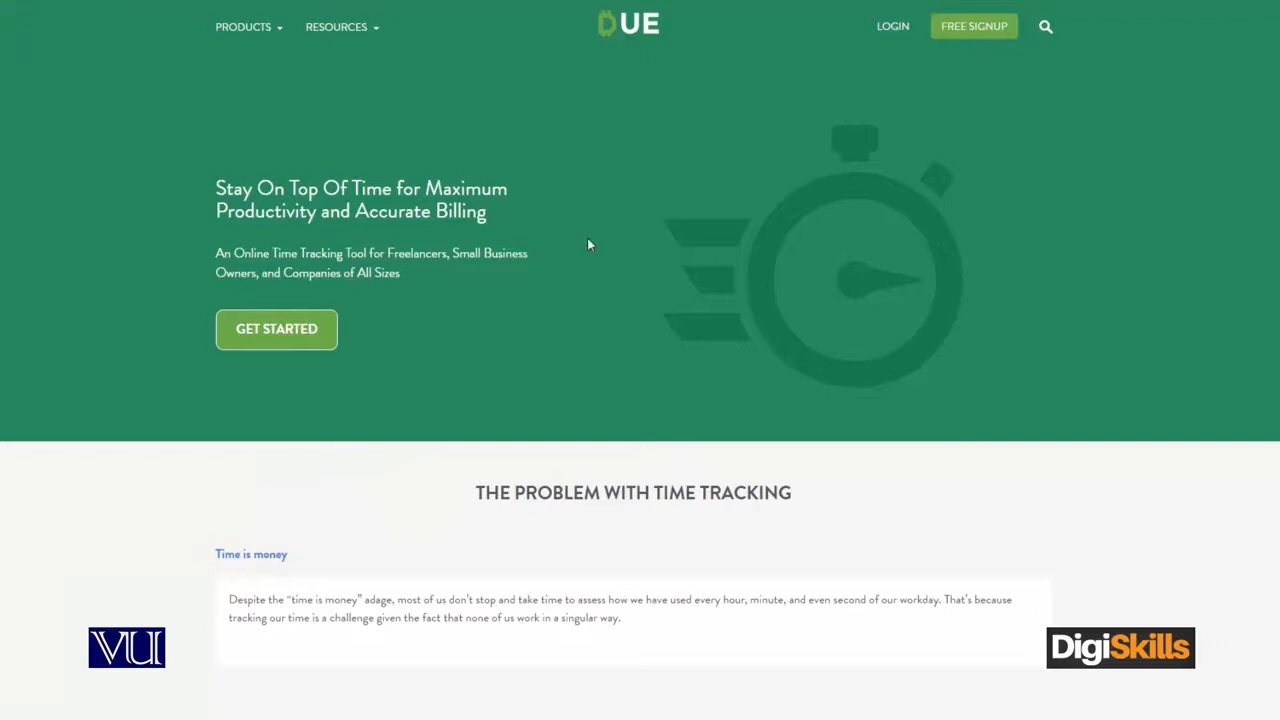 PRODUCTS RESOURCES DUE LOGIN FREE SIGNUP
Stay On Top Of Time for Maximum
Productivity and Accurate Billing
An Online Time Tracking Tool for Freelancers, Small Business
Owners, and Companies of All Sizes
GET STARTED
THE PROBLEM WITH TIME TRACKING
Time is money
Despite the “time is money” adage, most of us don’t stop and take time to assess how we have used every hour, minute, and even second of our workday. That’s because
tracking our time is a challenge given the fact that none of us work in a singular way.
VU DigiSkills